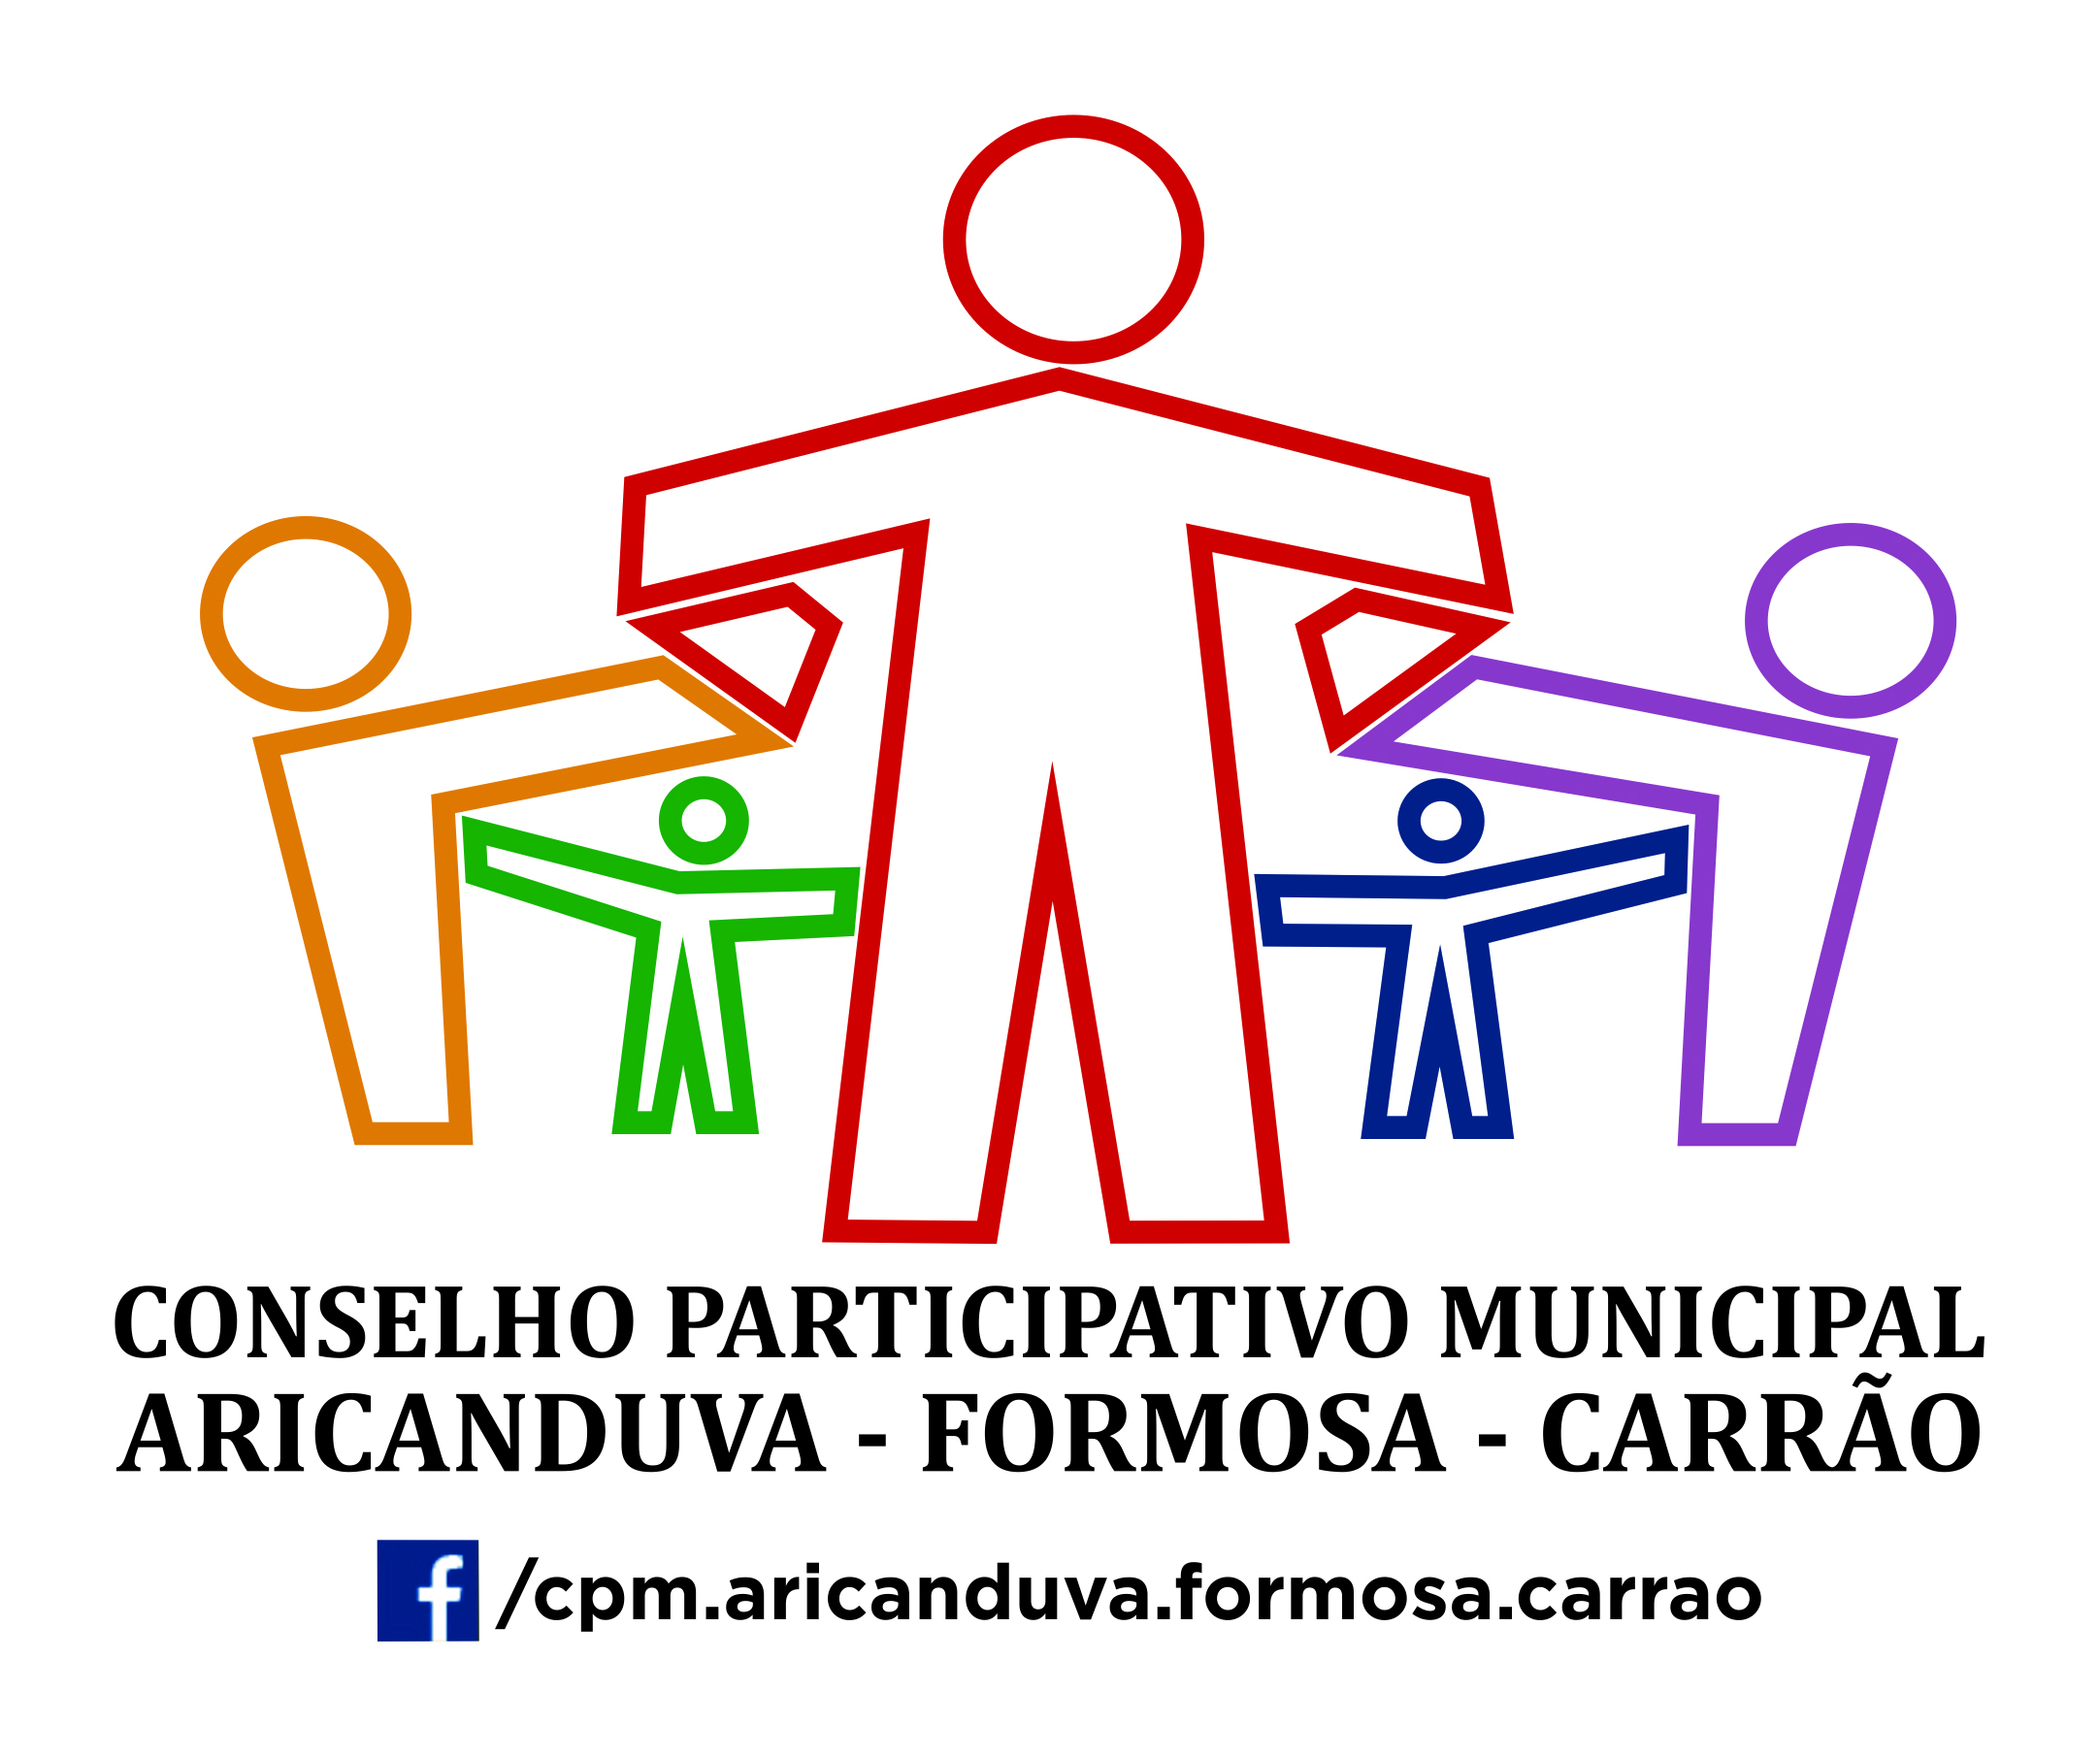 CONSELHO PARTICIPATIVO MUNICIPAL
ARICANDUVA - FORMOSA - CARRÃO
f /cpm.aricanduva.formosa.carrao